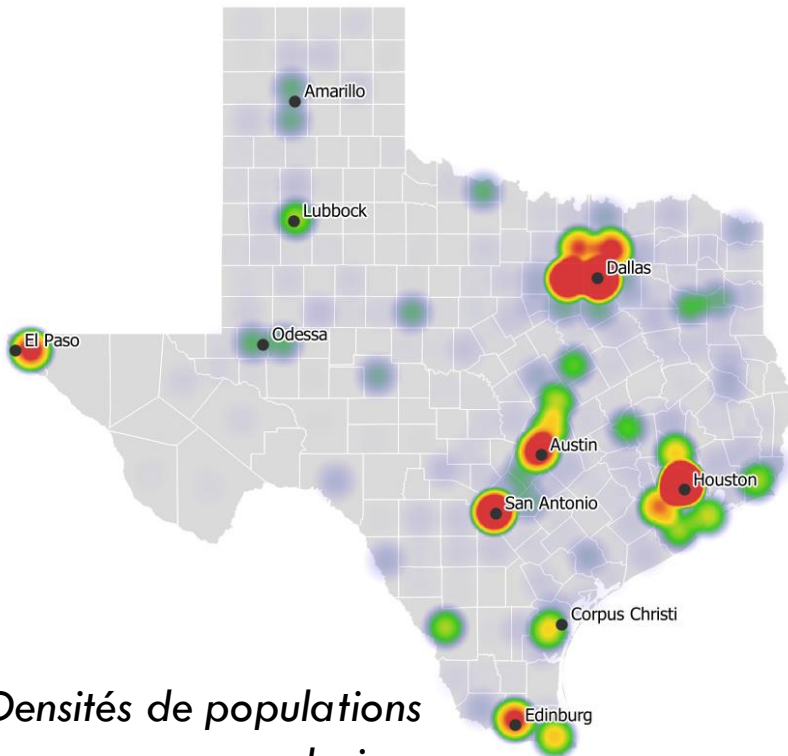 Amarillo
Lubbock
Dallas
El Paso
Odessa
Austin
Houston
San Antonio
Corpus Christi
Densités de populations
Edinburg